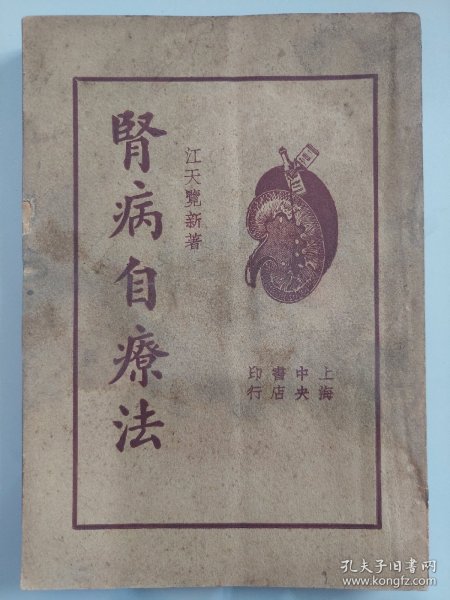 腎病自療法
江天覽新著
上海
中央
書店
印行
孔夫子旧书网
www.kongfz.com